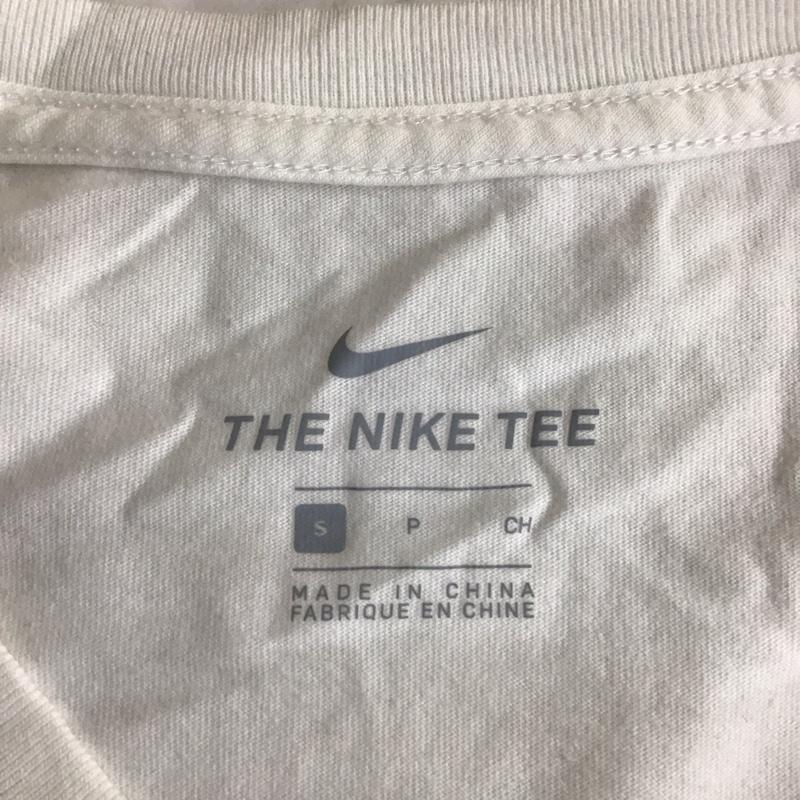 THE NIKE TEE
S P CH
MADE IN CHINA
FABRIQUE EN CHINE